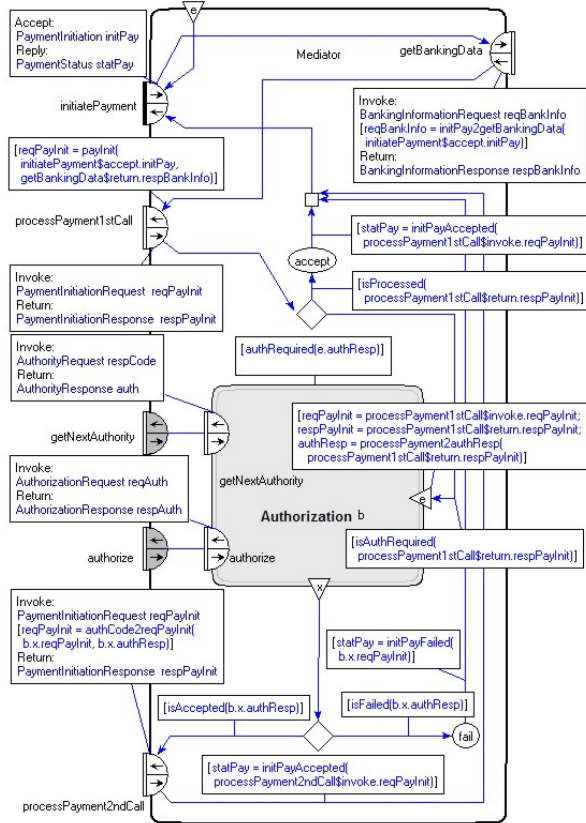 Accept:
PaymentInitiation initPay
Reply:
PaymentStatus statPay
e
Mediator
getBankingData
initiatePayment
Invoke:
BankingInformationRequest reqBankInfo
[reqBankInfo = initPay2getBankingData(
initiatePayment$accept.initPay)]
Return:
BankingInformationResponse respBankInfo
[reqPayInit = payInit(
initiatePayment$accept.initPay,
getBankingData$return.respBankInfo)]
processPayment1stCall
[statPay = initPayAccepted(
processPayment1stCall$invoke.reqPayInit)]
accept
Invoke:
PaymentInitiationRequest reqPayInit
Return:
PaymentInitiationResponse respPayInit
[isProcessed(
processPayment1stCall$return.respPayInit)]
Invoke:
AuthorityRequest respCode
Return:
AuthorityResponse auth
[authRequired(e.authResp)]
[reqPayInit = processPayment1stCall$invoke.reqPayInit;
respPayinit = processPayment1stCall$return.respPayInit;
authResp = processPayment2authResp(
processPayment1stCall$return.respPayInit)]
getNextAuthority
getNextAuthority
Invoke:
AuthorizationRequest reqAuth
Return:
AuthorizationResponse respAuth
e
Authorization b
[isAuthRequired(
processPayment1stCall$return.respPayInit)]
authorize
authorize
x
Invoke:
PaymentInitiationRequest reqPayInit
[reqPayInit = authCode2reqPayInit(
b.x.reqPayInit, b.x.authResp)]
Return:
PaymentInitiationResponse respPayInit
[statPay = initPayFailed(
b.x.reqPayInit)]
[isAccepted(b.x.authResp)]
[isFailed(b.x.authResp)]
fail
[statPay = initPayAccepted(
processPayment2ndCall$invoke.reqPayInit)]
processPayment2ndCall